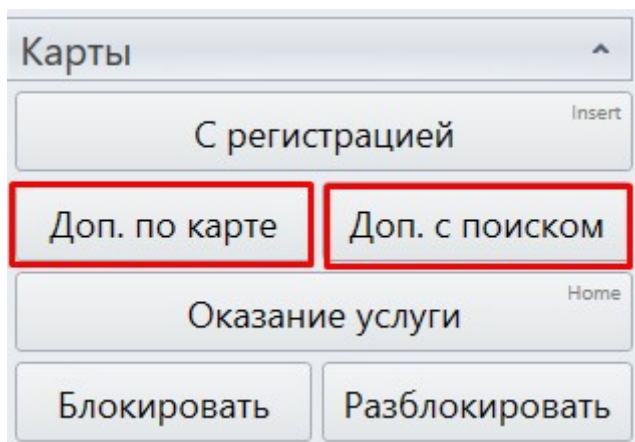 Карты
С регистрацией Insert
Доп. по карте Доп. с поиском
Оказание услуги Home
Блокировать Разблокировать